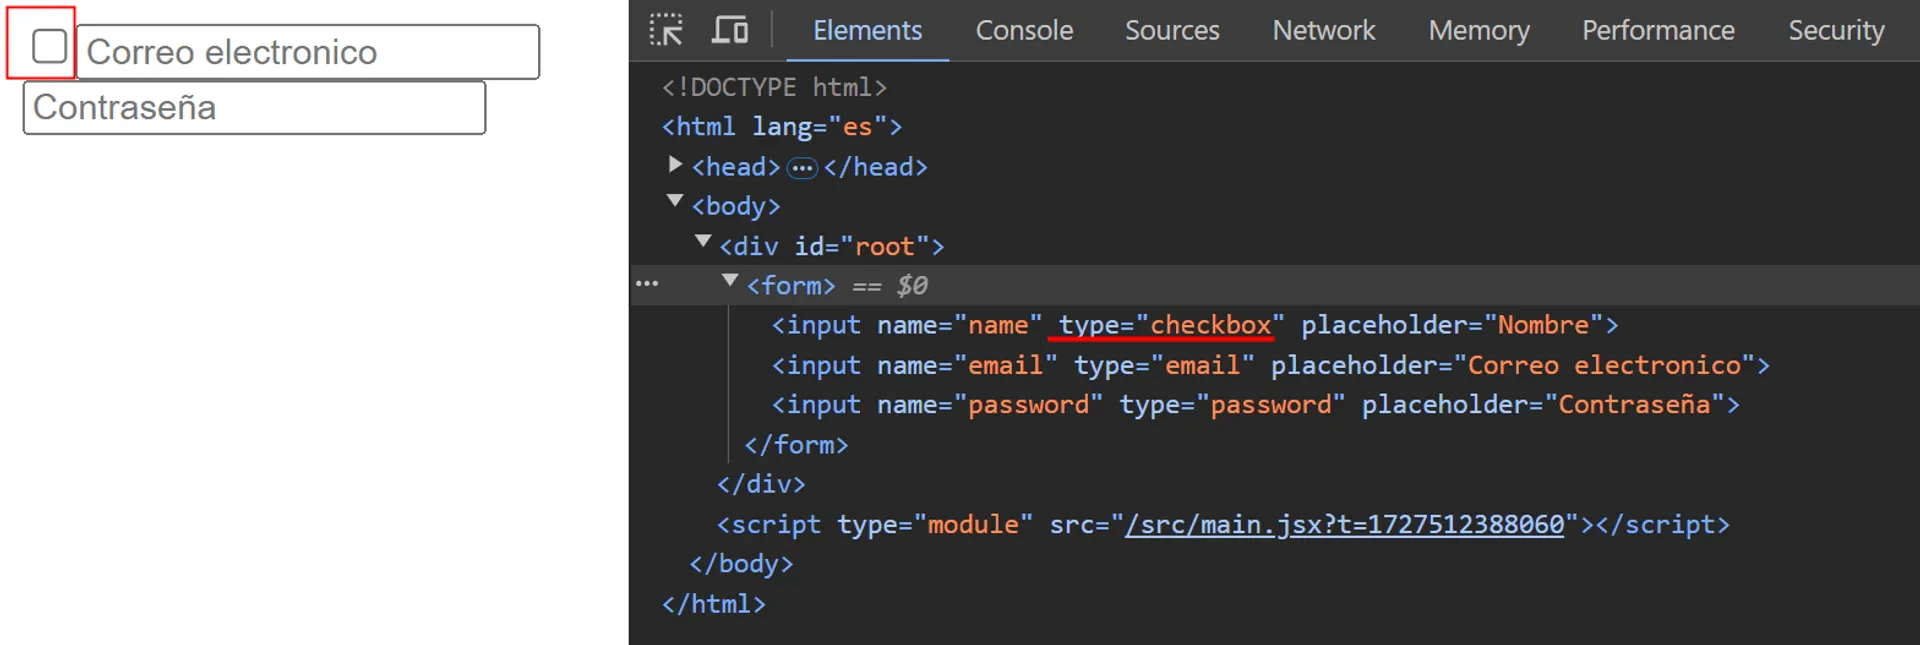 Correo electronico
Contraseña
Elements Console Sources Network Memory Performance Security
<!DOCTYPE html>
<html lang="es">
<head> ··· </head>
<body>
<div id="root">
··· <form> == $0
<input name="name" type="checkbox" placeholder="Nombre">
<input name="email" type="email" placeholder="Correo electronico">
<input name="password" type="password" placeholder="Contraseña">
</form>
</div>
<script type="module" src="/src/main.jsx?t=1727512388060"></script>
</body>
</html>